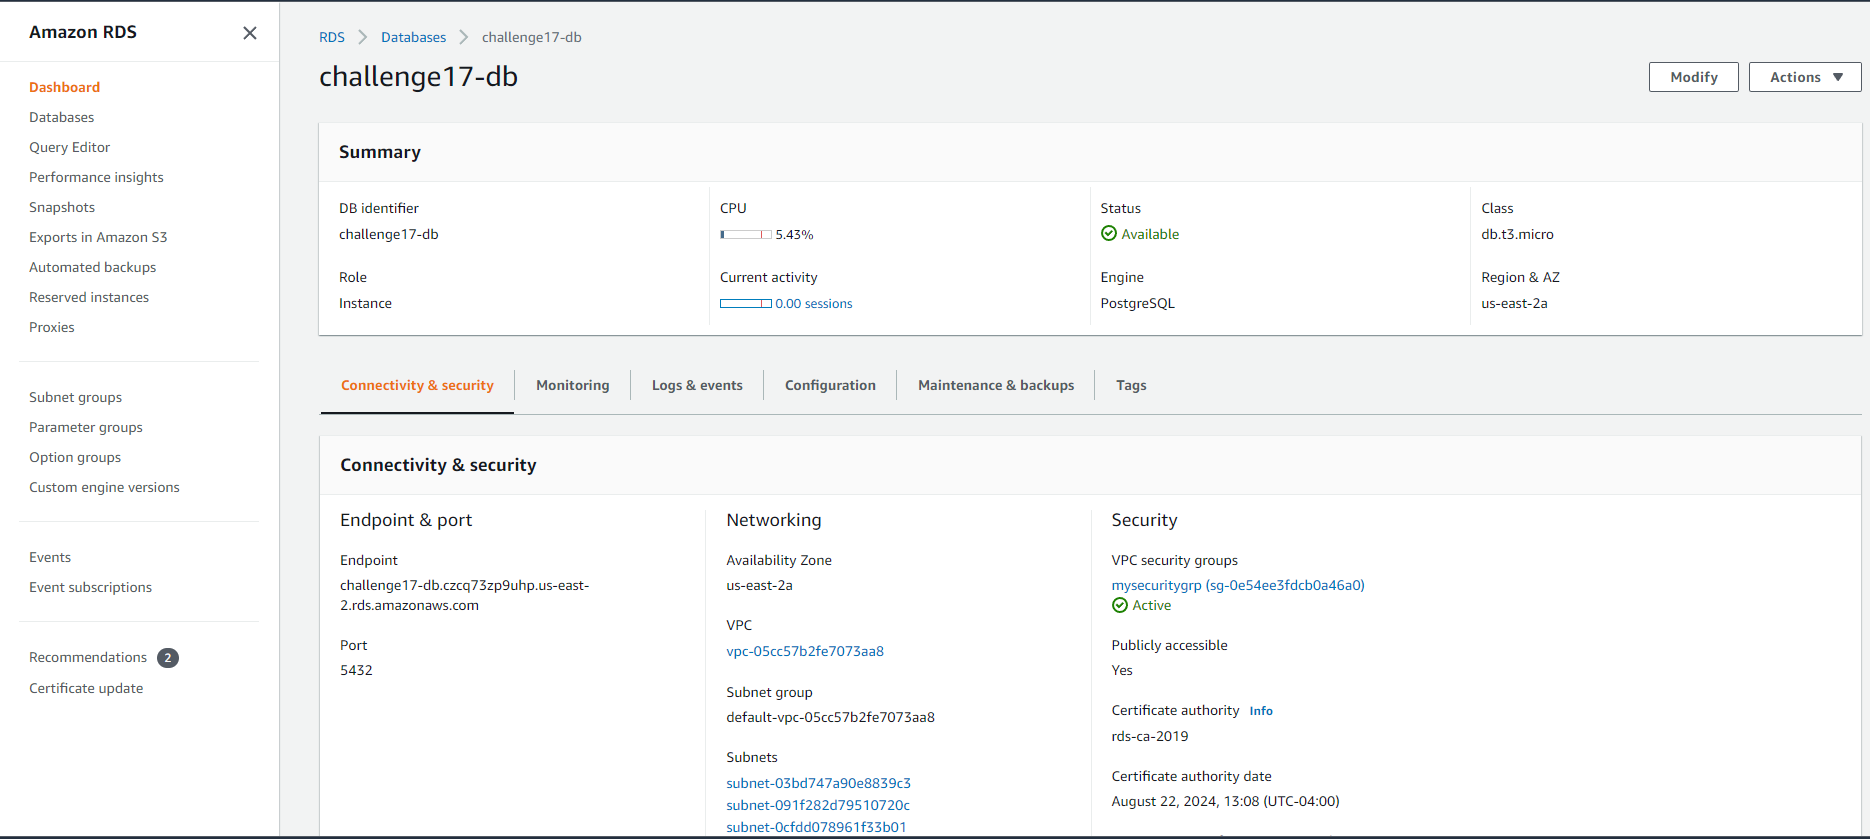 Amazon RDS
Dashboard
Databases
Query Editor
Performance insights
Snapshots
Exports in Amazon S3
Automated backups
Reserved instances
Proxies
Subnet groups
Parameter groups
Option groups
Custom engine versions
Events
Event subscriptions
Recommendations 2
Certificate update
RDS Databases challenge17-db
challenge17-db
Modify
Actions
Summary
DB identifier
challenge17-db
Role
Instance
CPU
5.43%
Current activity
0.00 sessions
Status
Available
Engine
PostgreSQL
Class
db.t3.micro
Region & AZ
us-east-2a
Connectivity & security
Monitoring
Logs & events
Configuration
Maintenance & backups
Tags
Connectivity & security
Endpoint & port
Endpoint
challenge17-db.czcq73zp9uhp.us-east-
2.rds.amazonaws.com
Port
5432
Networking
Availability Zone
us-east-2a
VPC
vpc-05cc57b2fe7073aa8
Subnet group
default-vpc-05cc57b2fe7073aa8
Subnets
subnet-03bd747a90e8839c3
subnet-091f282d79510720c
subnet-0cfdd078961f33b01
Security
VPC security groups
mysecuritygrp (sg-0e54ee3fdcb0a46a0)
Active
Publicly accessible
Yes
Certificate authority Info
rds-ca-2019
Certificate authority date
August 22, 2024, 13:08 (UTC-04:00)